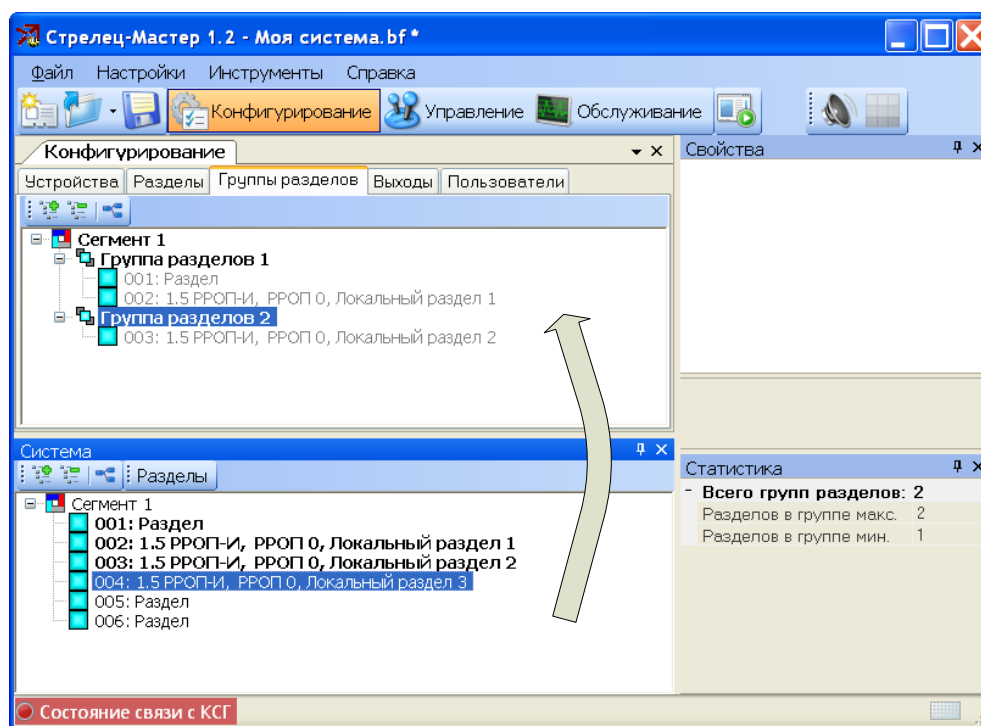 Стрелец-Мастер 1.2 - Моя система.bf *
Файл Настройки Инструменты Справка
Конфигурирование Управление Обслуживание
Конфигурирование
Устройства Разделы Группы разделов Выходы Пользователи
Сегмент 1
Группа разделов 1
001: Раздел
002: 1.5 РРОП-И, РРОП 0, Локальный раздел 1
Группа разделов 2
003: 1.5 РРОП-И, РРОП 0, Локальный раздел 2
Свойства
Система
Разделы
Сегмент 1
001: Раздел
002: 1.5 РРОП-И, РРОП 0, Локальный раздел 1
003: 1.5 РРОП-И, РРОП 0, Локальный раздел 2
004: 1.5 РРОП-И, РРОП 0, Локальный раздел 3
005: Раздел
006: Раздел
Статистика
Всего групп разделов: 2
Разделов в группе макс. 2
Разделов в группе мин. 1
Состояние связи с КСГ